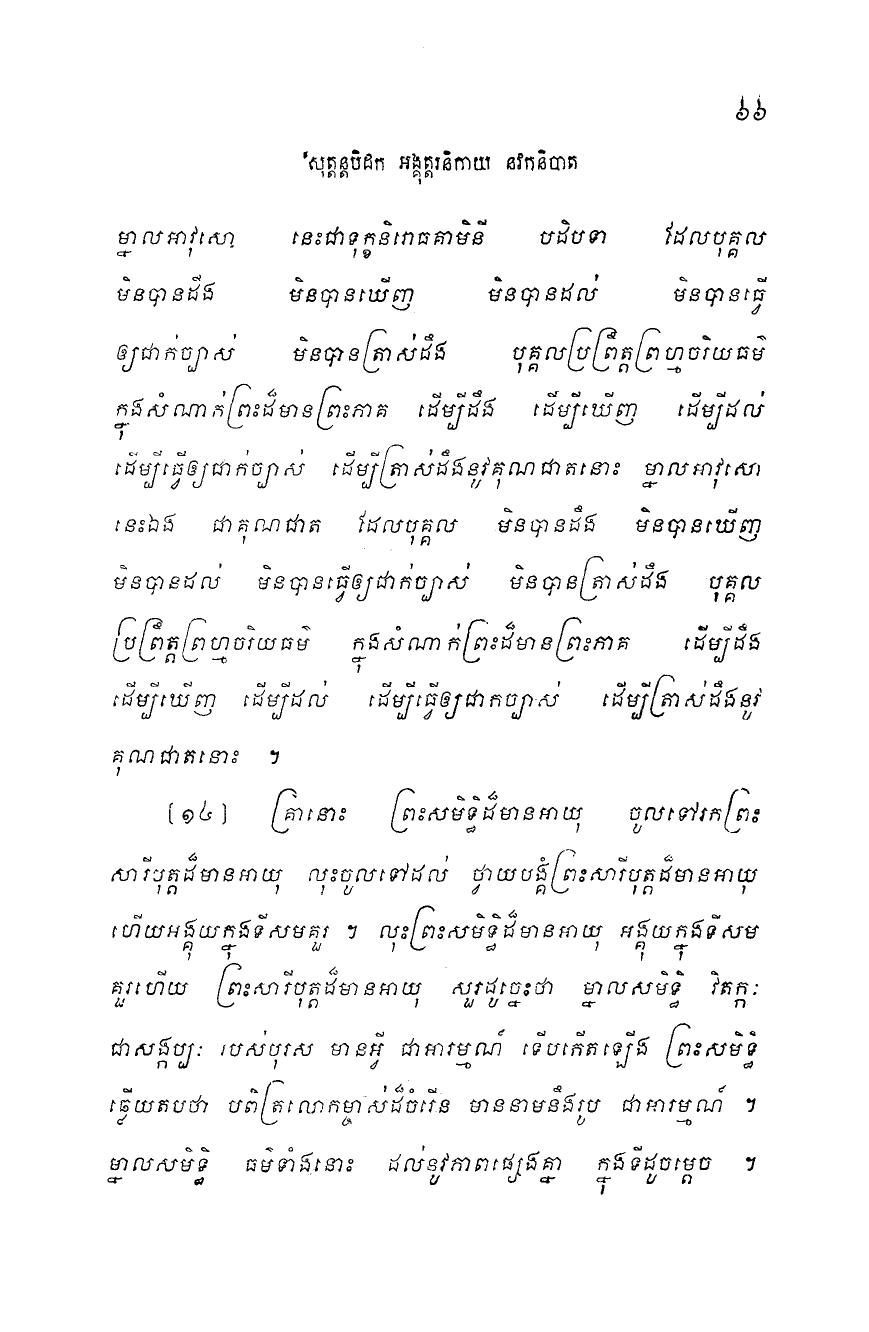 ៦៦
សុត្តន្តបិដក អង្គុត្តរនិកាយ នវកនិបាត
ម្នាលអាវុសោ នេះជាទុក្ខនិរោធគាមិនី បដិបទា ដែលបុគ្គល
មិនបានដឹង មិនបានឃើញ មិនបានដល់ មិនបានធ្វើ
ឲ្យជាក់ច្បាស់ មិនបានត្រាស់ដឹង បុគ្គលប្រព្រឹត្តព្រហ្មចរិយធម៌
ក្នុងសំណាក់ព្រះដ៏មានព្រះភាគ ដើម្បីដឹង ដើម្បីឃើញ ដើម្បីដល់
ដើម្បីធ្វើឲ្យជាក់ច្បាស់ ដើម្បីត្រាស់ដឹងនូវគុណជាតនោះ ម្នាលអាវុសោ
នេះឯង ជាគុណជាត ដែលបុគ្គល មិនបានដឹង មិនបានឃើញ
មិនបានដល់ មិនបានធ្វើឲ្យជាក់ច្បាស់ មិនបានត្រាស់ដឹង បុគ្គល
ប្រព្រឹត្តព្រហ្មចរិយធម៌ ក្នុងសំណាក់ព្រះដ៏មានព្រះភាគ ដើម្បីដឹង
ដើម្បីឃើញ ដើម្បីដល់ ដើម្បីធ្វើឲ្យជាកច្បាស់ ដើម្បីត្រាស់ដឹងនូវ
គុណជាតនោះ ។
[១៤] គ្រានោះ ព្រះសមិទ្ធិដ៏មានអាយុ ចូលទៅរកព្រះ
សារីបុត្តដ៏មានអាយុ លុះចូលទៅដល់ ថ្វាយបង្គំព្រះសារីបុត្តដ៏មានអាយុ
ហើយអង្គុយក្នុងទីសមគួរ ។ លុះព្រះសមិទ្ធិដ៏មានអាយុ អង្គុយក្នុងទីសម
គួរហើយ ព្រះសារីបុត្តដ៏មានអាយុ សួរដូច្នេះថា ម្នាលសមិទ្ធិ វិតក្កៈ
ជាសង្កប្បៈ របស់បុរស មានអ្វី ជាអារម្មណ៍ ទើបកើតឡើង ព្រះសមិទ្ធិ
ឆ្លើយតបថា បពិត្រលោកម្ចាស់ដ៏ចំរើន មាននាមនឹងរូប ជាអារម្មណ៍ ។
ម្នាលសមិទ្ធិ ធម៌ទាំងនោះ ដល់នូវភាពផ្សេងគ្នា ក្នុងទីដូចម្តេច ។